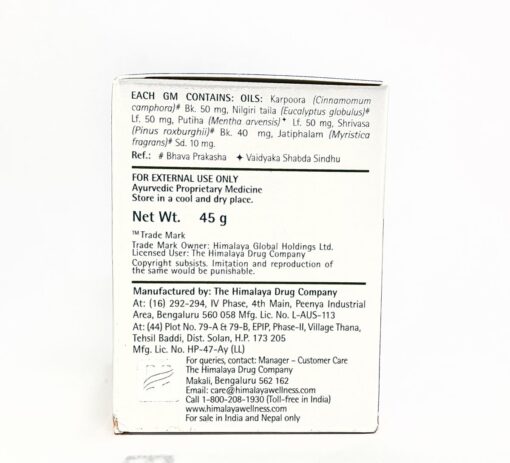 EACH GM CONTAINS: OILS: Karpoora (Cinnamomum
camphora)# Bk. 50 mg, Nilgiri taila (Eucalyptus globulus)#
Lf. 50 mg, Putiha (Mentha arvensis)✦ Lf. 50 mg, Shrivasa
(Pinus roxburghii)# Bk. 40 mg, Jatiphalam (Myristica
fragrans)# Sd. 10 mg.
Ref.: # Bhava Prakasha ✦ Vaidyaka Shabda Sindhu
FOR EXTERNAL USE ONLY
Ayurvedic Proprietary Medicine
Store in a cool and dry place.
Net Wt. 45 g
™Trade Mark
Trade Mark Owner: Himalaya Global Holdings Ltd.
Licensed User: The Himalaya Drug Company
Copyright subsists. Imitation and reproduction of
the same would be punishable.
Manufactured by: The Himalaya Drug Company
At: (16) 292-294, IV Phase, 4th Main, Peenya Industrial
Area, Bengaluru 560 058 Mfg. Lic. No. L-AUS-113
At: (44) Plot No. 79-A & 79-B, EPIP, Phase-II, Village Thana,
Tehsil Baddi, Dist. Solan, H.P. 173 205
Mfg. Lic. No. HP-47-Ay (LL)
For queries, contact: Manager – Customer Care
The Himalaya Drug Company
Makali, Bengaluru 562 162
Email: care@himalayawellness.com
Call 1-800-208-1930 (Toll-free in India)
www.himalayawellness.com
For sale in India and Nepal only